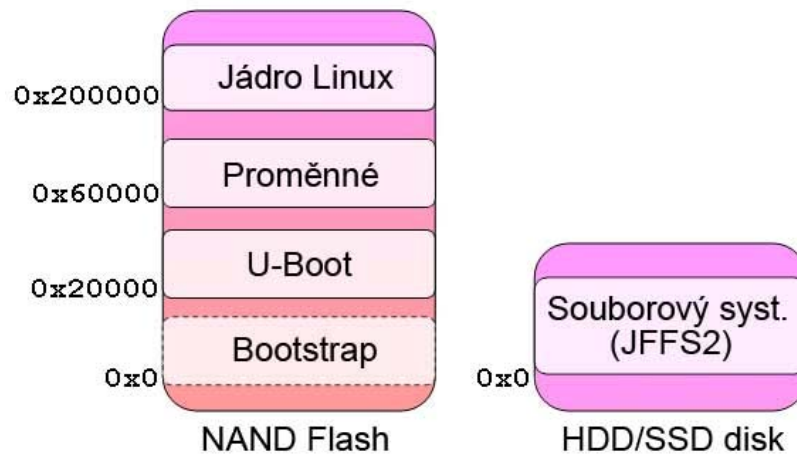 Jádro Linux
0x200000
Proměnné
0x60000
U-Boot
0x20000
Bootstrap
0x0
NAND Flash
Souborový syst.
(JFFS2)
0x0
HDD/SSD disk